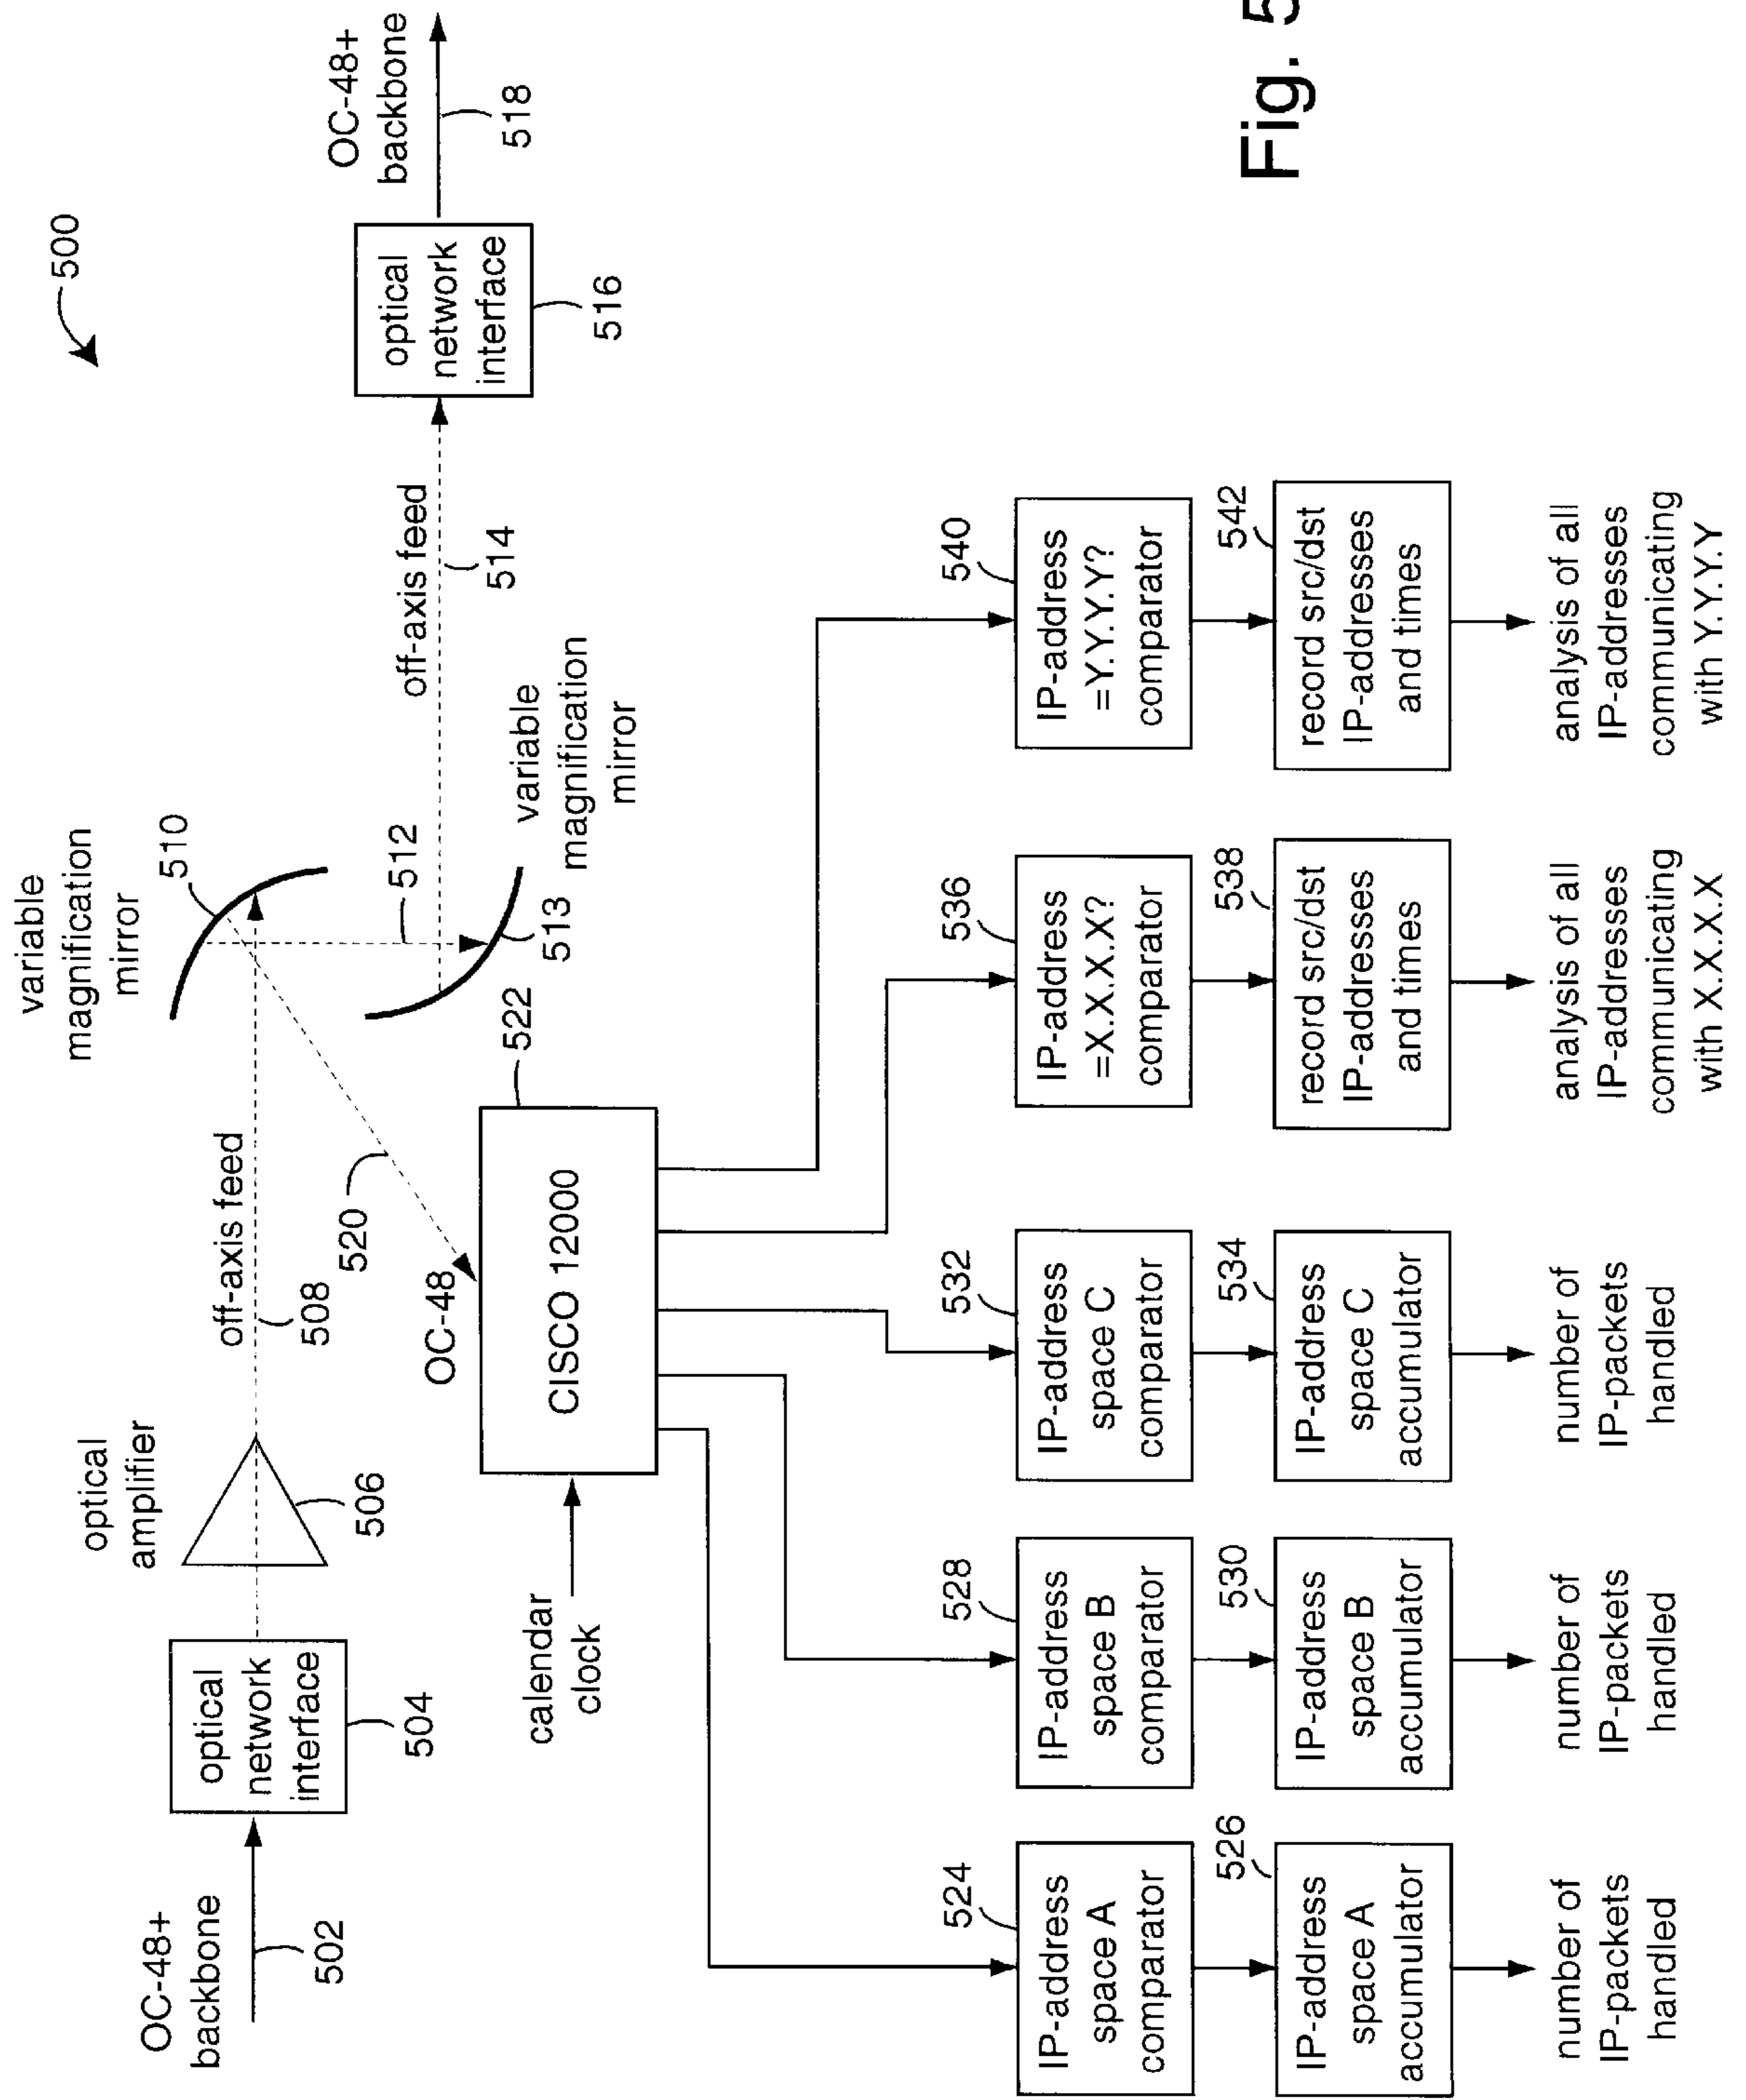 500
OC-48+
backbone
502
optical
network
interface
504
optical
amplifier
506
off-axis feed
508
variable
magnification
mirror
510
512
variable
magnification
mirror
513
off-axis feed
514
optical
network
interface
516
OC-48+
backbone
518
520
OC-48
CISCO 12000
522
calendar
clock
IP-address
space A
comparator
524
IP-address
space A
accumulator
526
number of
IP-packets
handled
IP-address
space B
comparator
528
IP-address
space B
accumulator
530
number of
IP-packets
handled
IP-address
space C
comparator
532
IP-address
space C
accumulator
534
number of
IP-packets
handled
IP-address
=X.X.X.X?
comparator
536
record src/dst
IP-addresses
and times
538
analysis of all
IP-addresses
communicating
with X.X.X.X
IP-address
=Y.Y.Y.Y?
comparator
540
record src/dst
IP-addresses
and times
542
analysis of all
IP-addresses
communicating
with Y.Y.Y.Y
Fig. 5